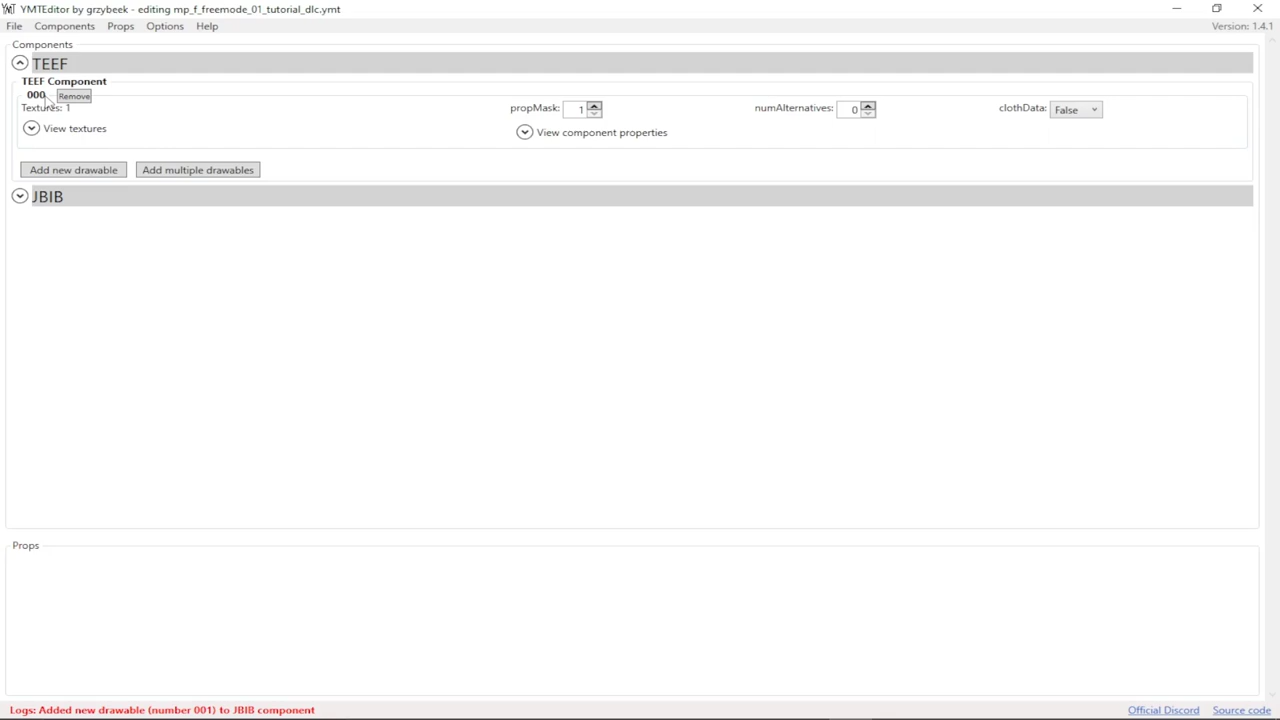 YMT YMTEditor by grzybeek - editing mp_f_freemode_01_tutorial_dlc.ymt
File Components Props Options Help Version: 1.4.1
Components
TEEF
TEEF Component
000 Remove
Textures: 1 propMask: 1 numAlternatives: 0 clothData: False
View textures View component properties
Add new drawable Add multiple drawables
JBIB
Props
Logs: Added new drawable (number 001) to JBIB component Official Discord Source code